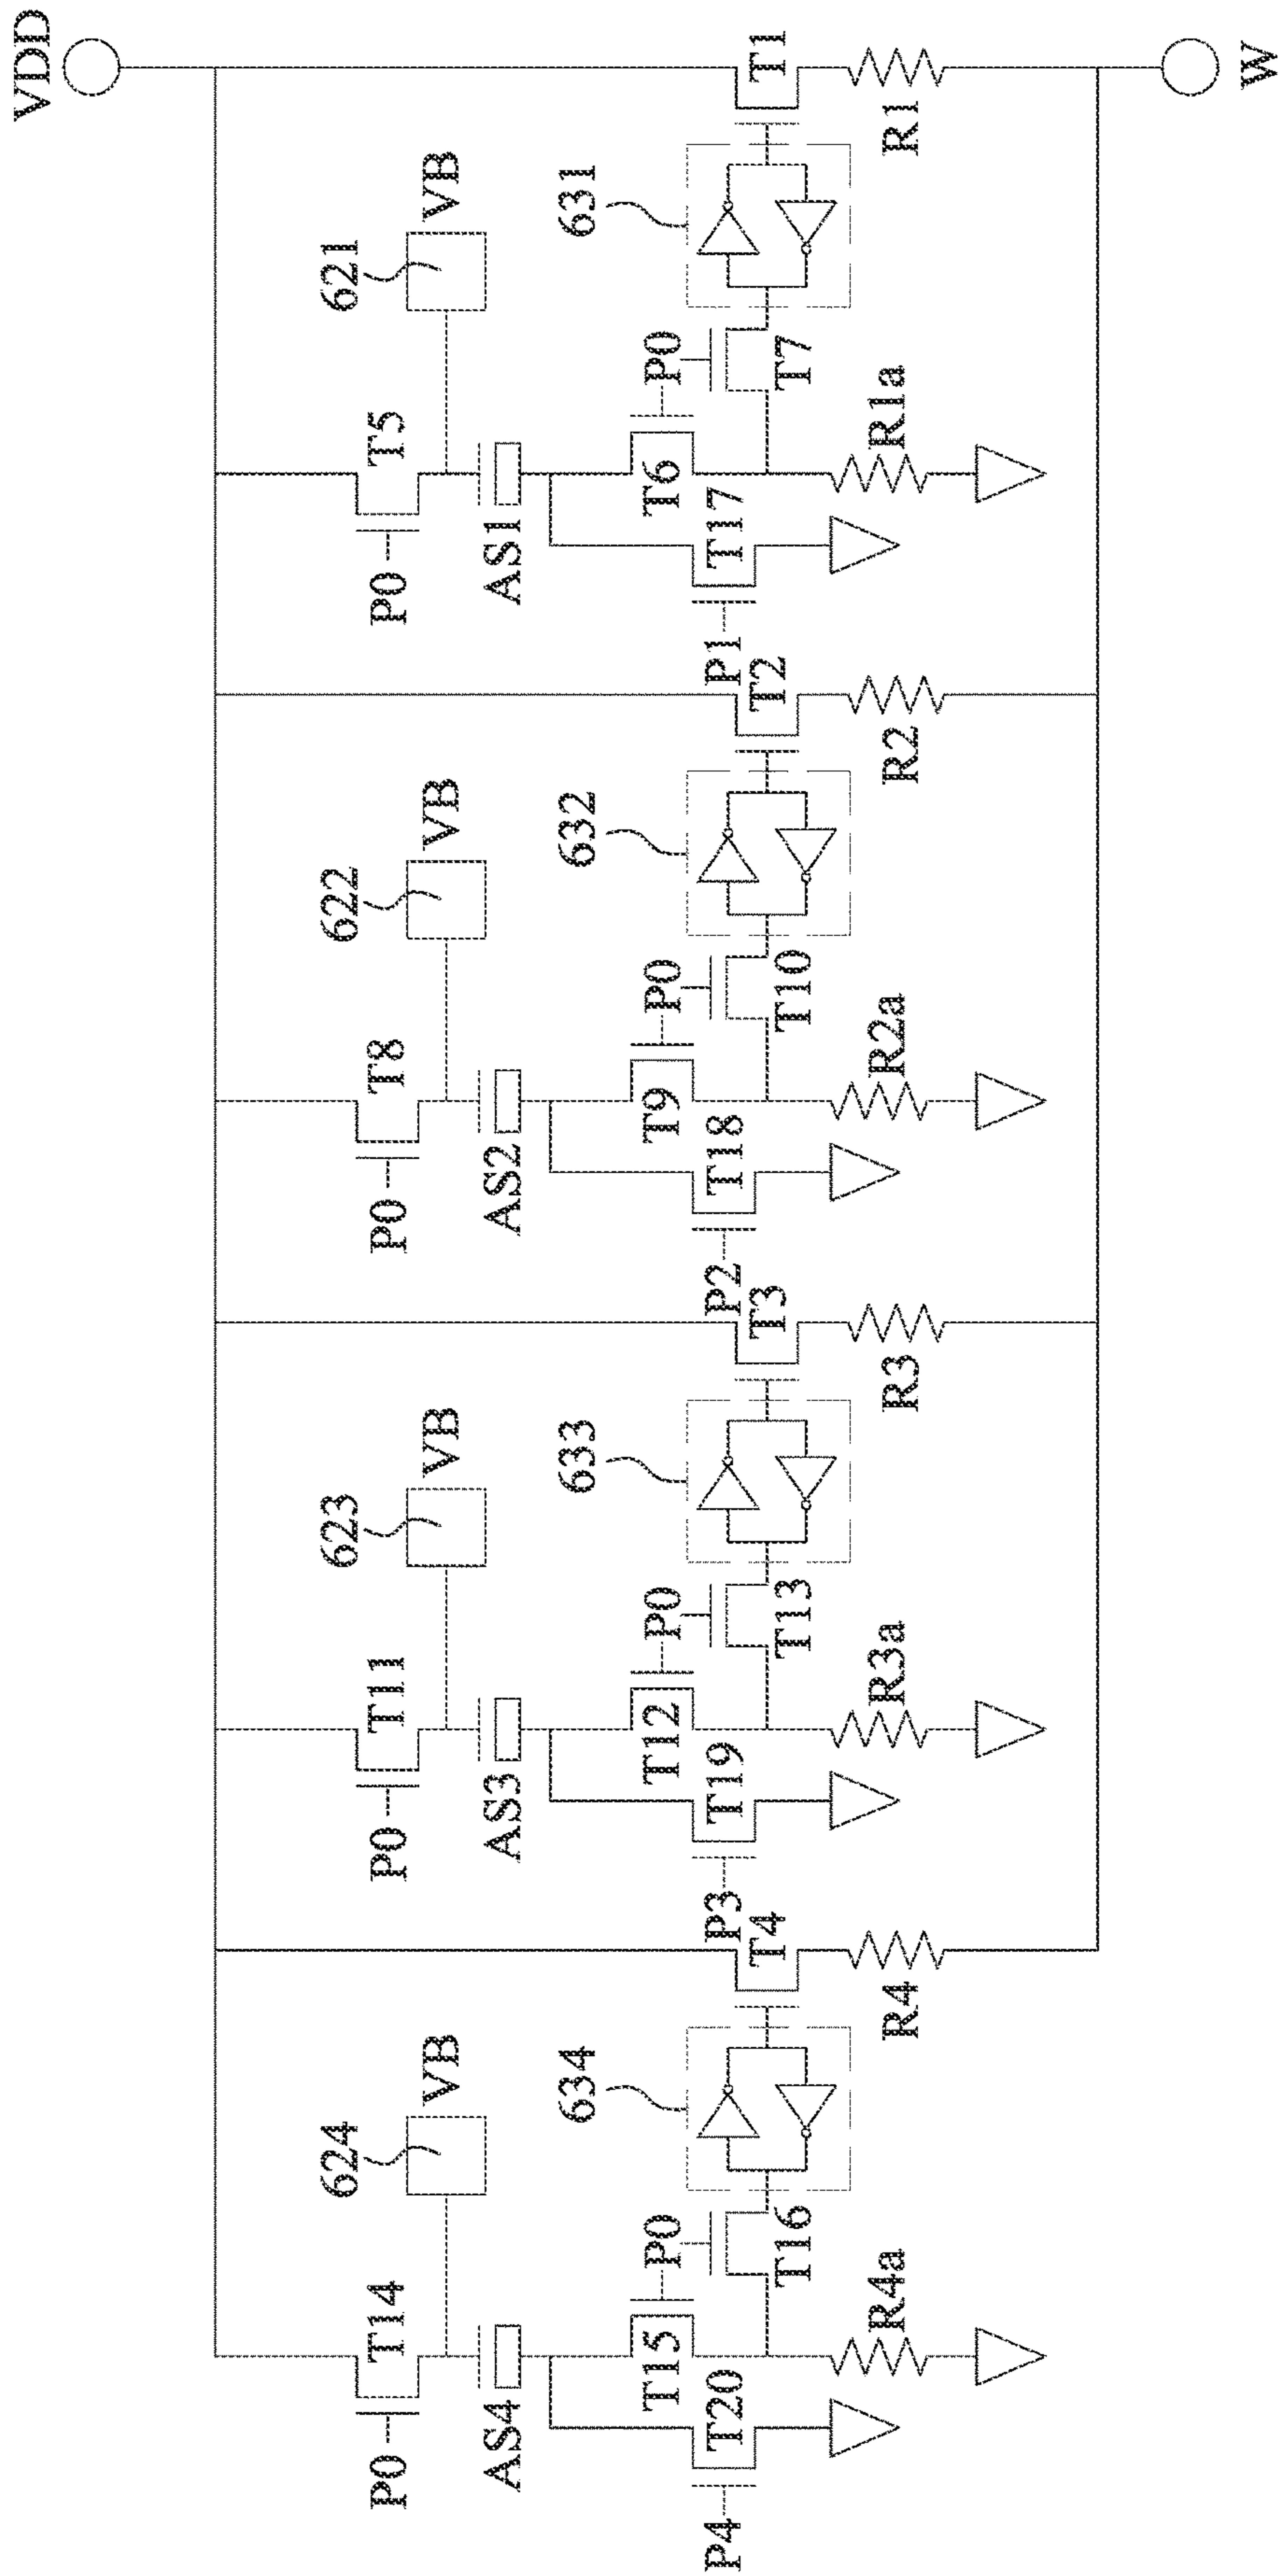 VDD
624 623 622 621
P0 T14 P0 T11 P0 T8 P0 T5
VB VB VB VB
AS4 AS3 AS2 AS1
634 633 632 631
T15 P0 T12 P0 T9 P0 T6 P0
P4 T20 P3 T19 P2 T18 P1 T17
T4 T3 T2 T1
T16 T13 T10 T7
R4a R4 R3a R3 R2a R2 R1a R1
W